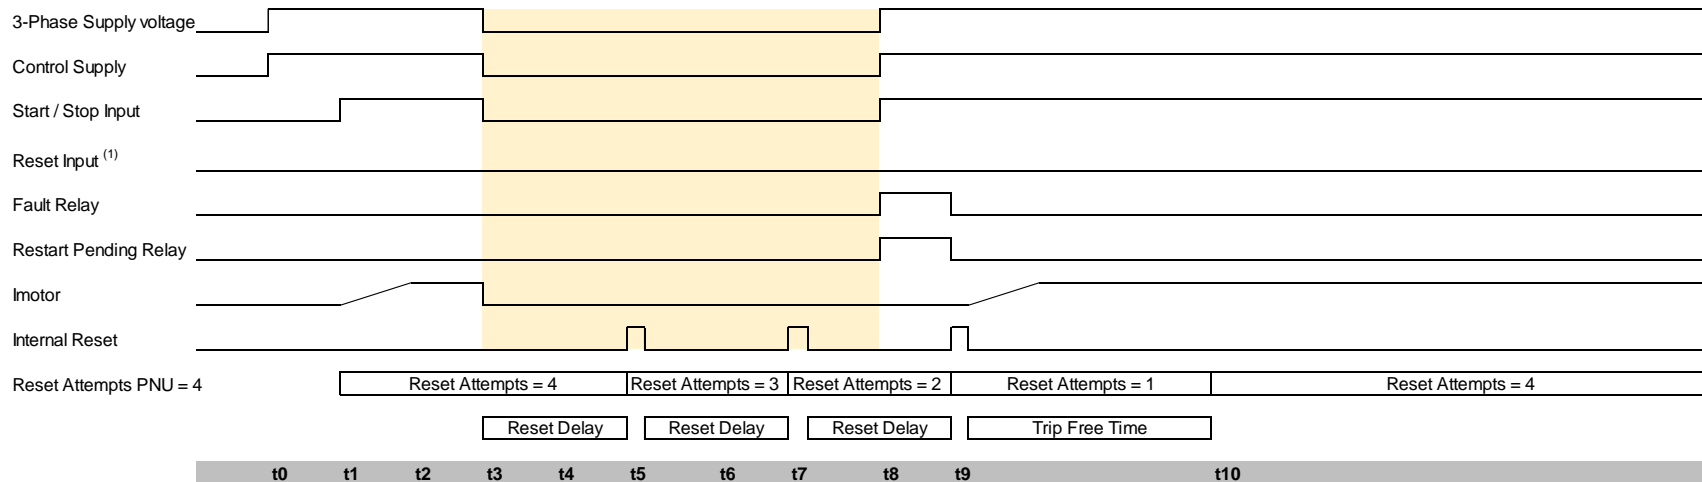 3-Phase Supply voltage
Control Supply
Start / Stop Input
Reset Input (1)
Fault Relay
Restart Pending Relay
Imotor
Internal Reset
Reset Attempts PNU = 4 Reset Attempts = 4 Reset Attempts = 3 Reset Attempts = 2 Reset Attempts = 1 Reset Attempts = 4
Reset Delay Reset Delay Reset Delay Trip Free Time
t0 t1 t2 t3 t4 t5 t6 t7 t8 t9 t10